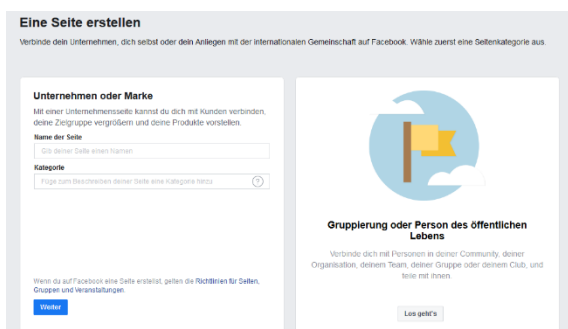 Eine Seite erstellen
Verbinde dein Unternehmen, dich selbst oder dein Anliegen mit der internationalen Gemeinschaft auf Facebook. Wähle zuerst eine Seitenkategorie aus.
Unternehmen oder Marke
Mit einer Unternehmensseite kannst du dich mit Kunden verbinden,
deine Zielgruppe vergrößern und deine Produkte vorstellen.
Name der Seite
Gib deiner Seite einen Namen
Kategorie
Füge zum Beschreiben deiner Seite eine Kategorie hinzu
?
Wenn du auf Facebook eine Seite erstellst, gelten die Richtlinien für Seiten,
Gruppen und Veranstaltungen.
Weiter
Gruppierung oder Person des öffentlichen
Lebens
Verbinde dich mit Personen in deiner Community, deiner
Organisation, deinem Team, deiner Gruppe oder deinem Club, und
teile mit ihnen.
Los geht's